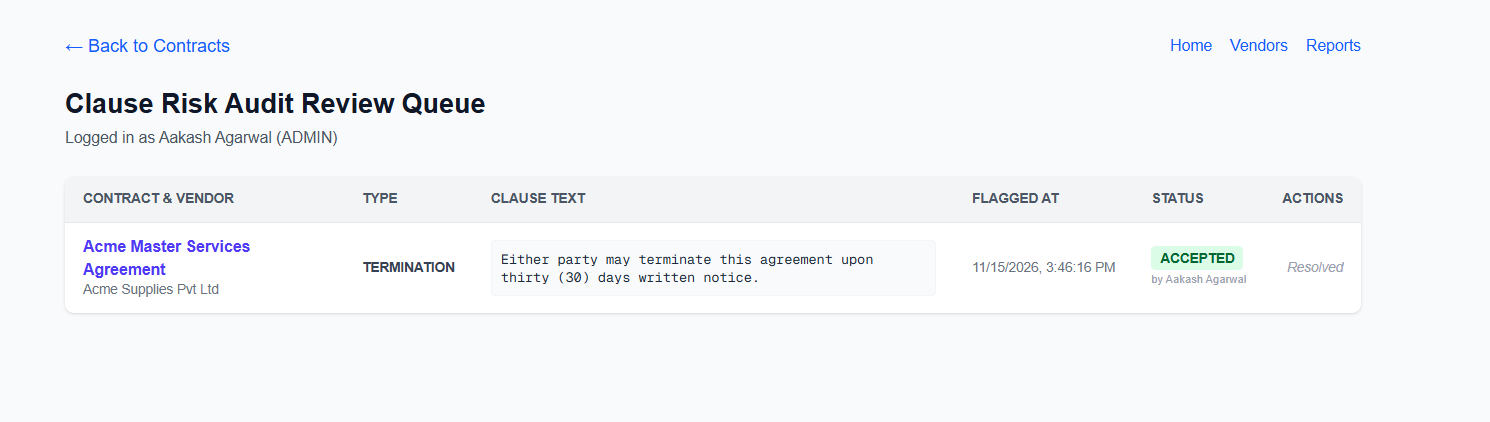 ← Back to Contracts
Home Vendors Reports
Clause Risk Audit Review Queue
Logged in as Aakash Agarwal (ADMIN)
CONTRACT & VENDOR TYPE CLAUSE TEXT FLAGGED AT STATUS ACTIONS
Acme Master Services
Agreement
Acme Supplies Pvt Ltd
TERMINATION
Either party may terminate this agreement upon
thirty (30) days written notice.
11/15/2026, 3:46:16 PM
ACCEPTED
by Aakash Agarwal
Resolved